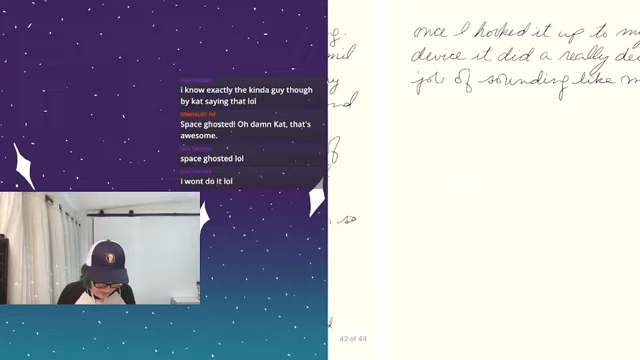 i know exactly the kinda guy though
by kat saying that lol
Space ghosted! Oh damn Kat, that's
awesome.
space ghosted lol
i wont do it lol
so
42 of 44
once I hooked it up to my
device it did a really
job of sounding like